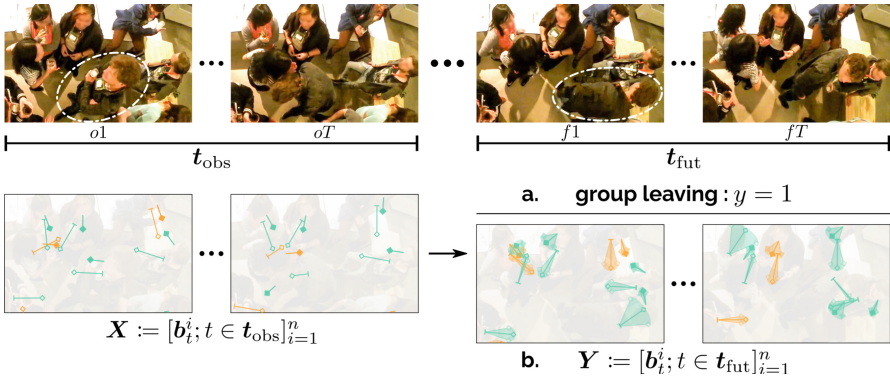 o1 oT f1 fT
t_obs t_fut
a. group leaving : y = 1
X := [b_t^i; t ∈ t_obs]_{i=1}^n
b. Y := [b_t^i; t ∈ t_fut]_{i=1}^n